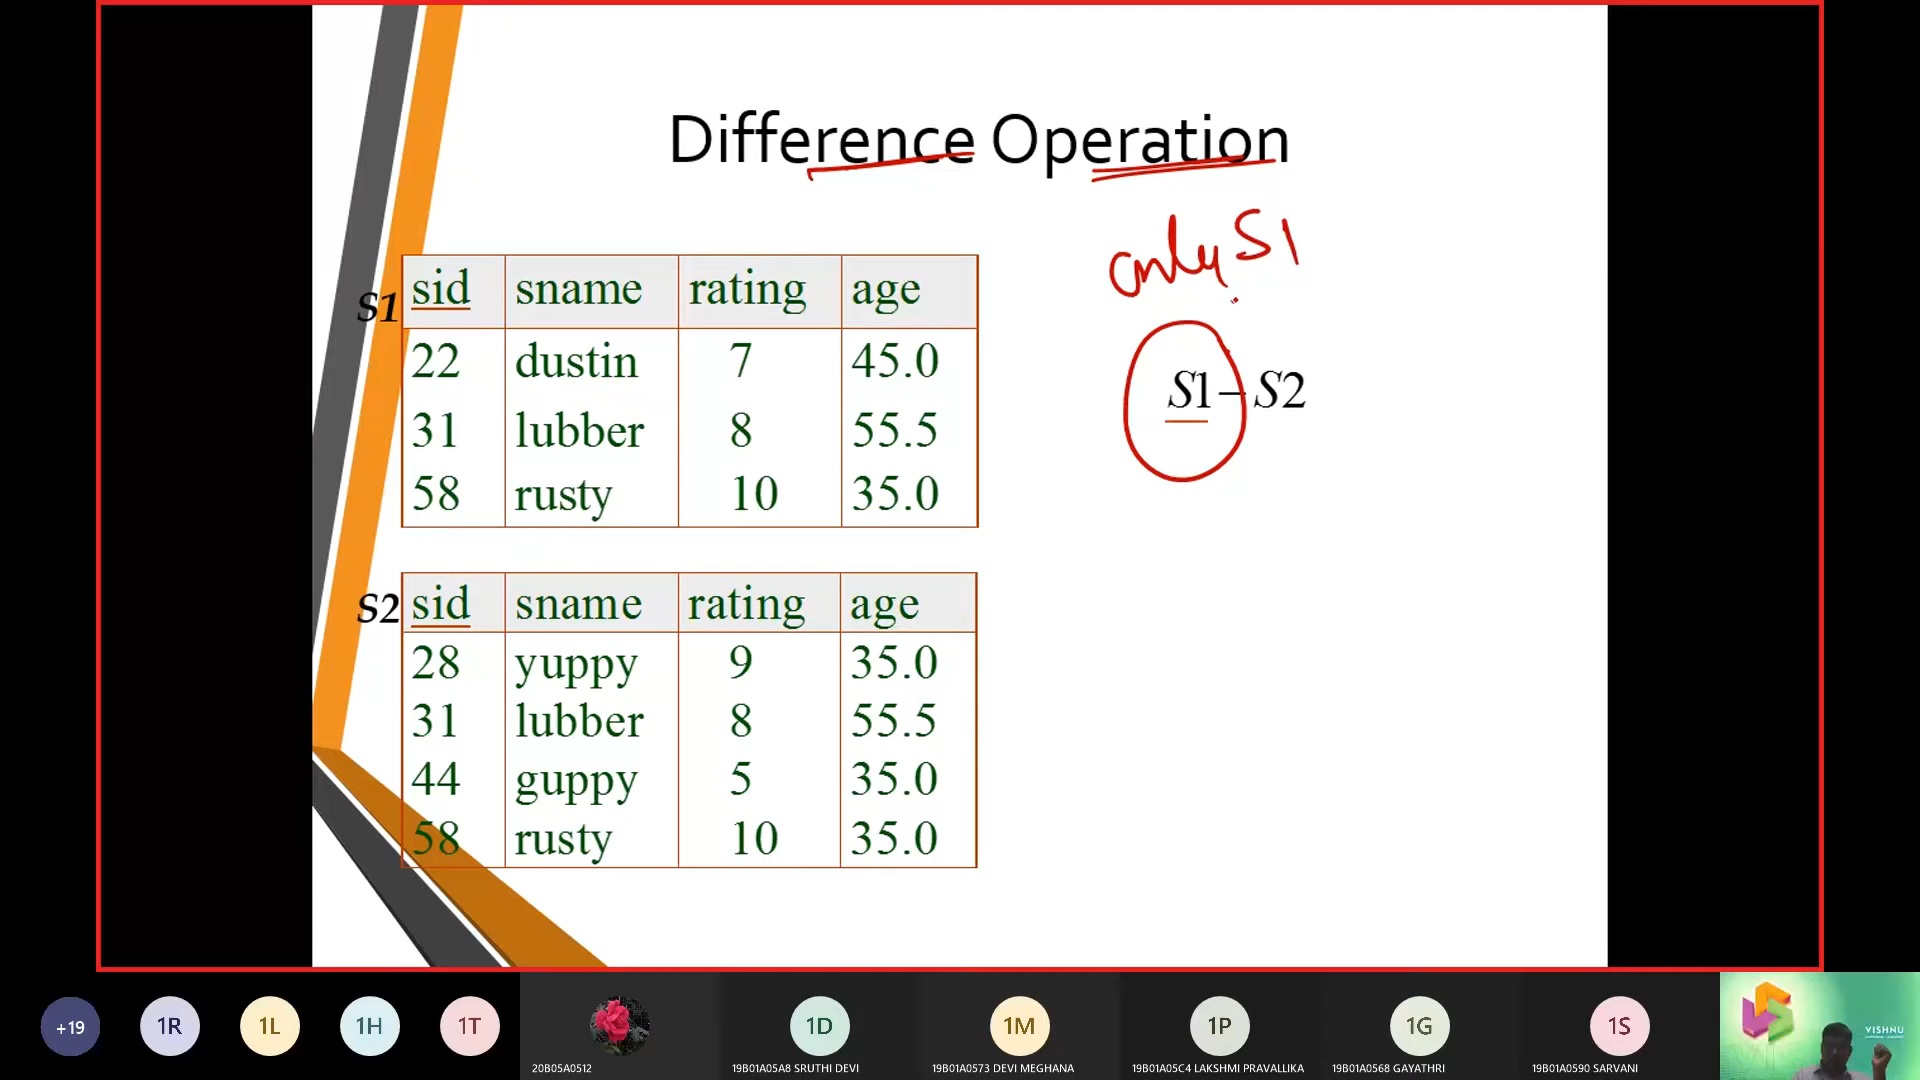 Difference Operation
only S1
S1 - S2
S1
sid sname rating age
22 dustin 7 45.0
31 lubber 8 55.5
58 rusty 10 35.0
S2
sid sname rating age
28 yuppy 9 35.0
31 lubber 8 55.5
44 guppy 5 35.0
58 rusty 10 35.0
+19 1R 1L 1H 1T 1D 1M 1P 1G 1S
20B05A0512 19B01A05A8 SRUTHI DEVI 19B01A0573 DEVI MEGHANA 19B01A05C4 LAKSHMI PRAVALLIKA 19B01A0568 GAYATHRI 19B01A0590 SARVANI
VISHNU